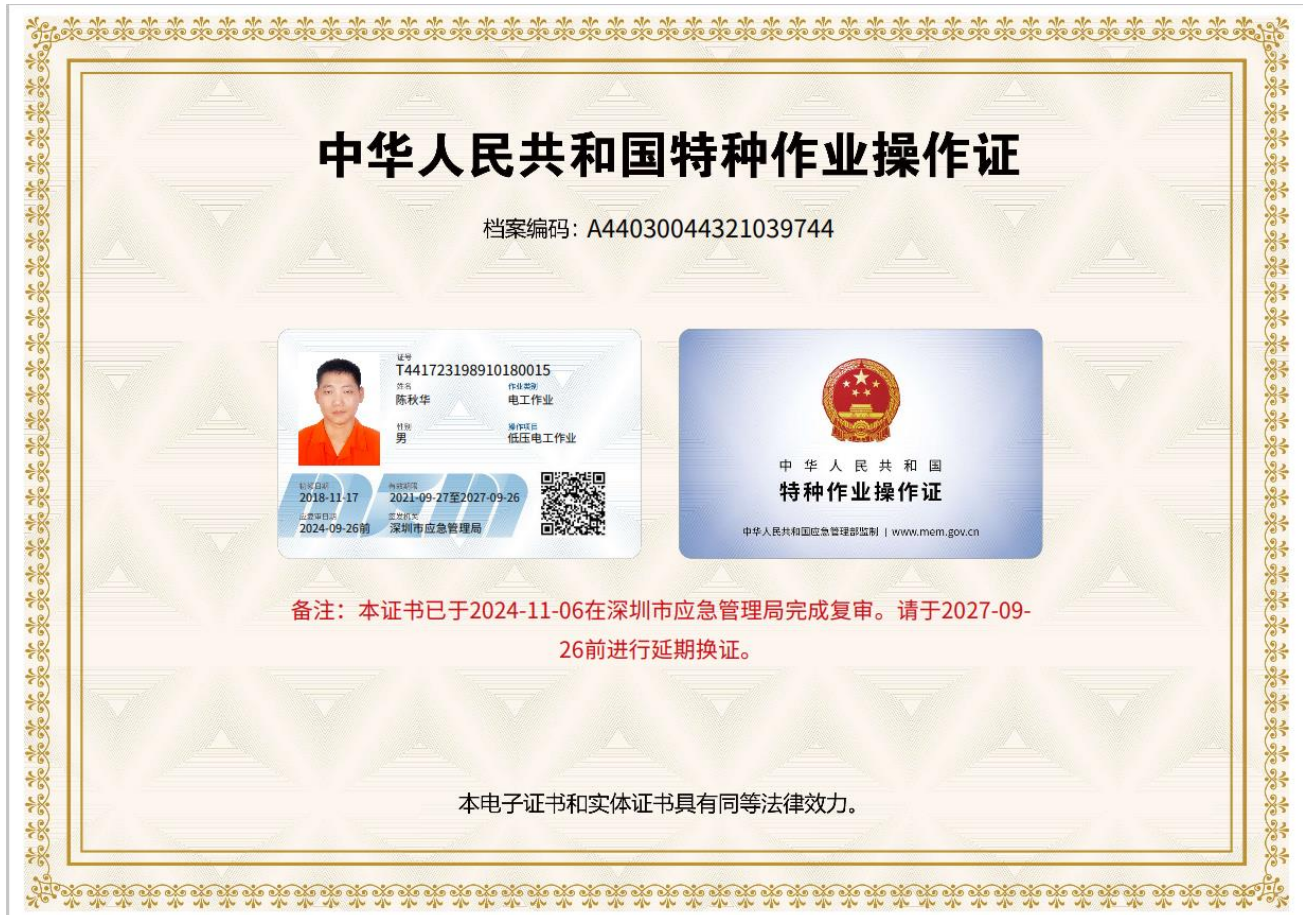 中华人民共和国特种作业操作证
档案编码：A44030044321039744
证号
T441723198910180015
姓名
作业类别
陈秋华
电工作业
性别
操作项目
男
低压电工作业
初领日期
有效期限
2018-11-17
2021-09-27至2027-09-26
应复审日期
签发机关
2024-09-26前
深圳市应急管理局
中华人民共和国
特种作业操作证
中华人民共和国应急管理部监制 | www.mem.gov.cn
备注：本证书已于2024-11-06在深圳市应急管理局完成复审。请于2027-09-
26前进行延期换证。
本电子证书和实体证书具有同等法律效力。
MEM